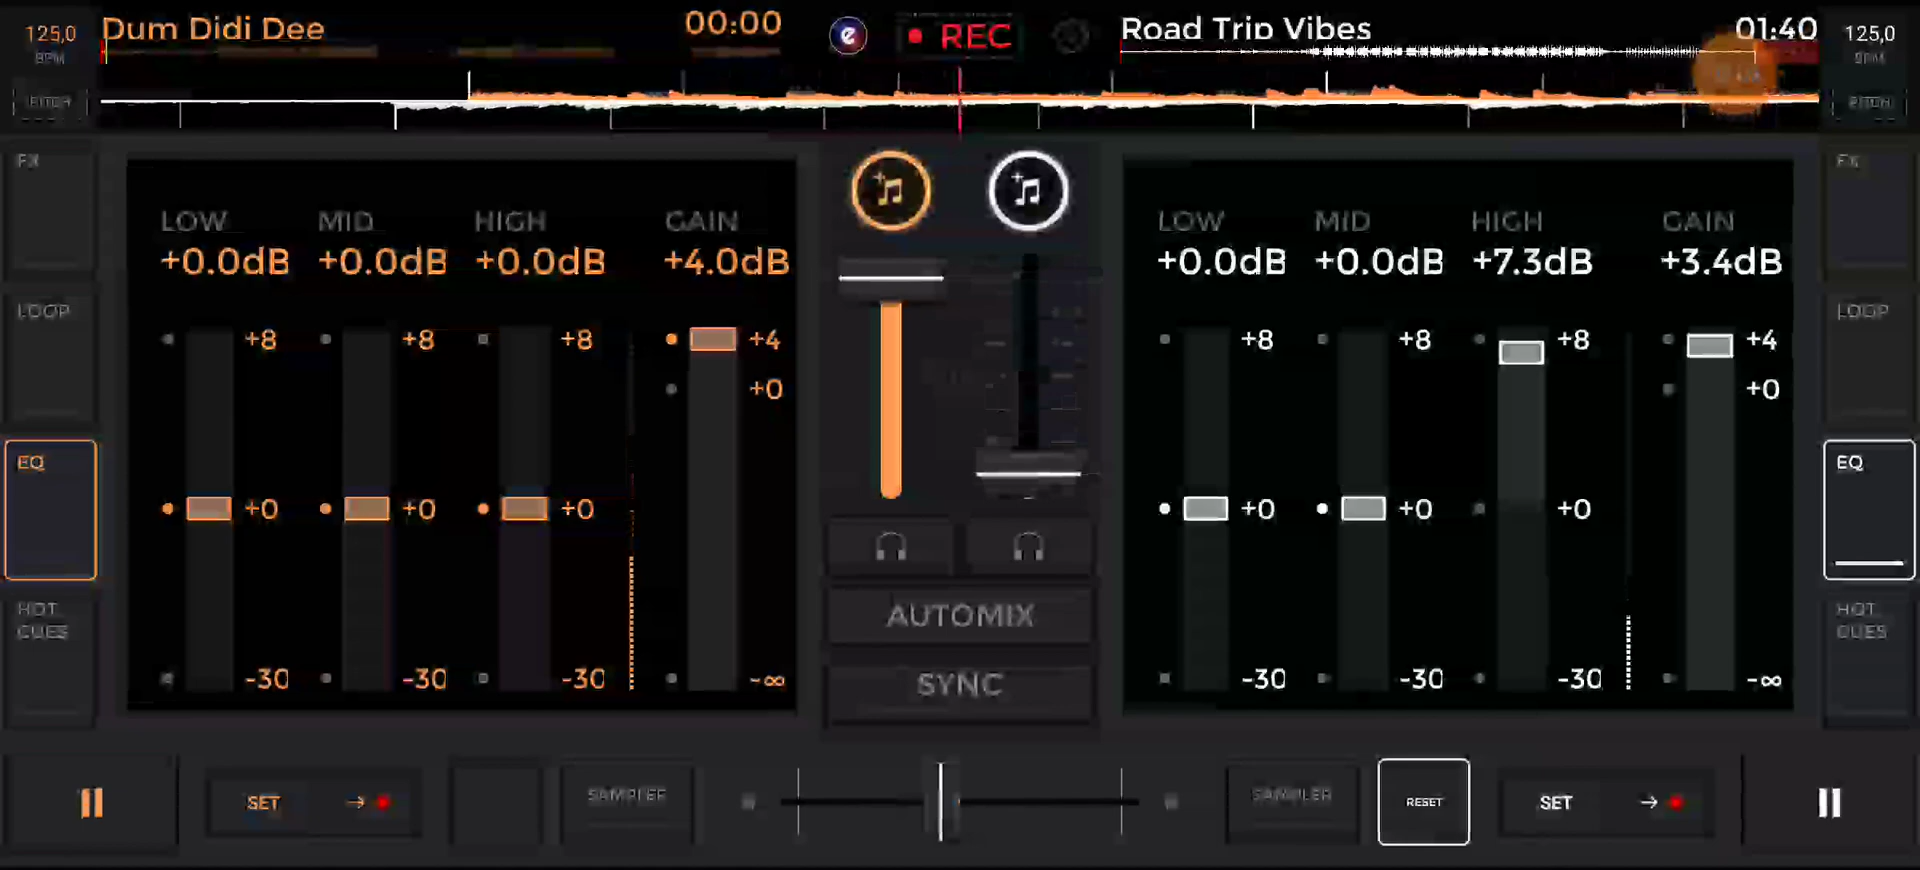 125,0 Dum Didi Dee 00:00 e REC Road Trip Vibes 01:40 125,0
BPM BPM
PITCH PITCH
FX FX
LOW MID HIGH GAIN LOW MID HIGH GAIN
+0.0dB +0.0dB +0.0dB +4.0dB +0.0dB +0.0dB +7.3dB +3.4dB
LOOP LOOP
+8 +8 +8 +4 +8 +8 +8 +4
+0 +0
EQ EQ
+0 +0 +0 +0 +0 +0
HOT CUES HOT CUES
AUTOMIX
-30 -30 -30 -∞ SYNC -30 -30 -30 -∞
SET SAMPLER SAMPLER RESET SET